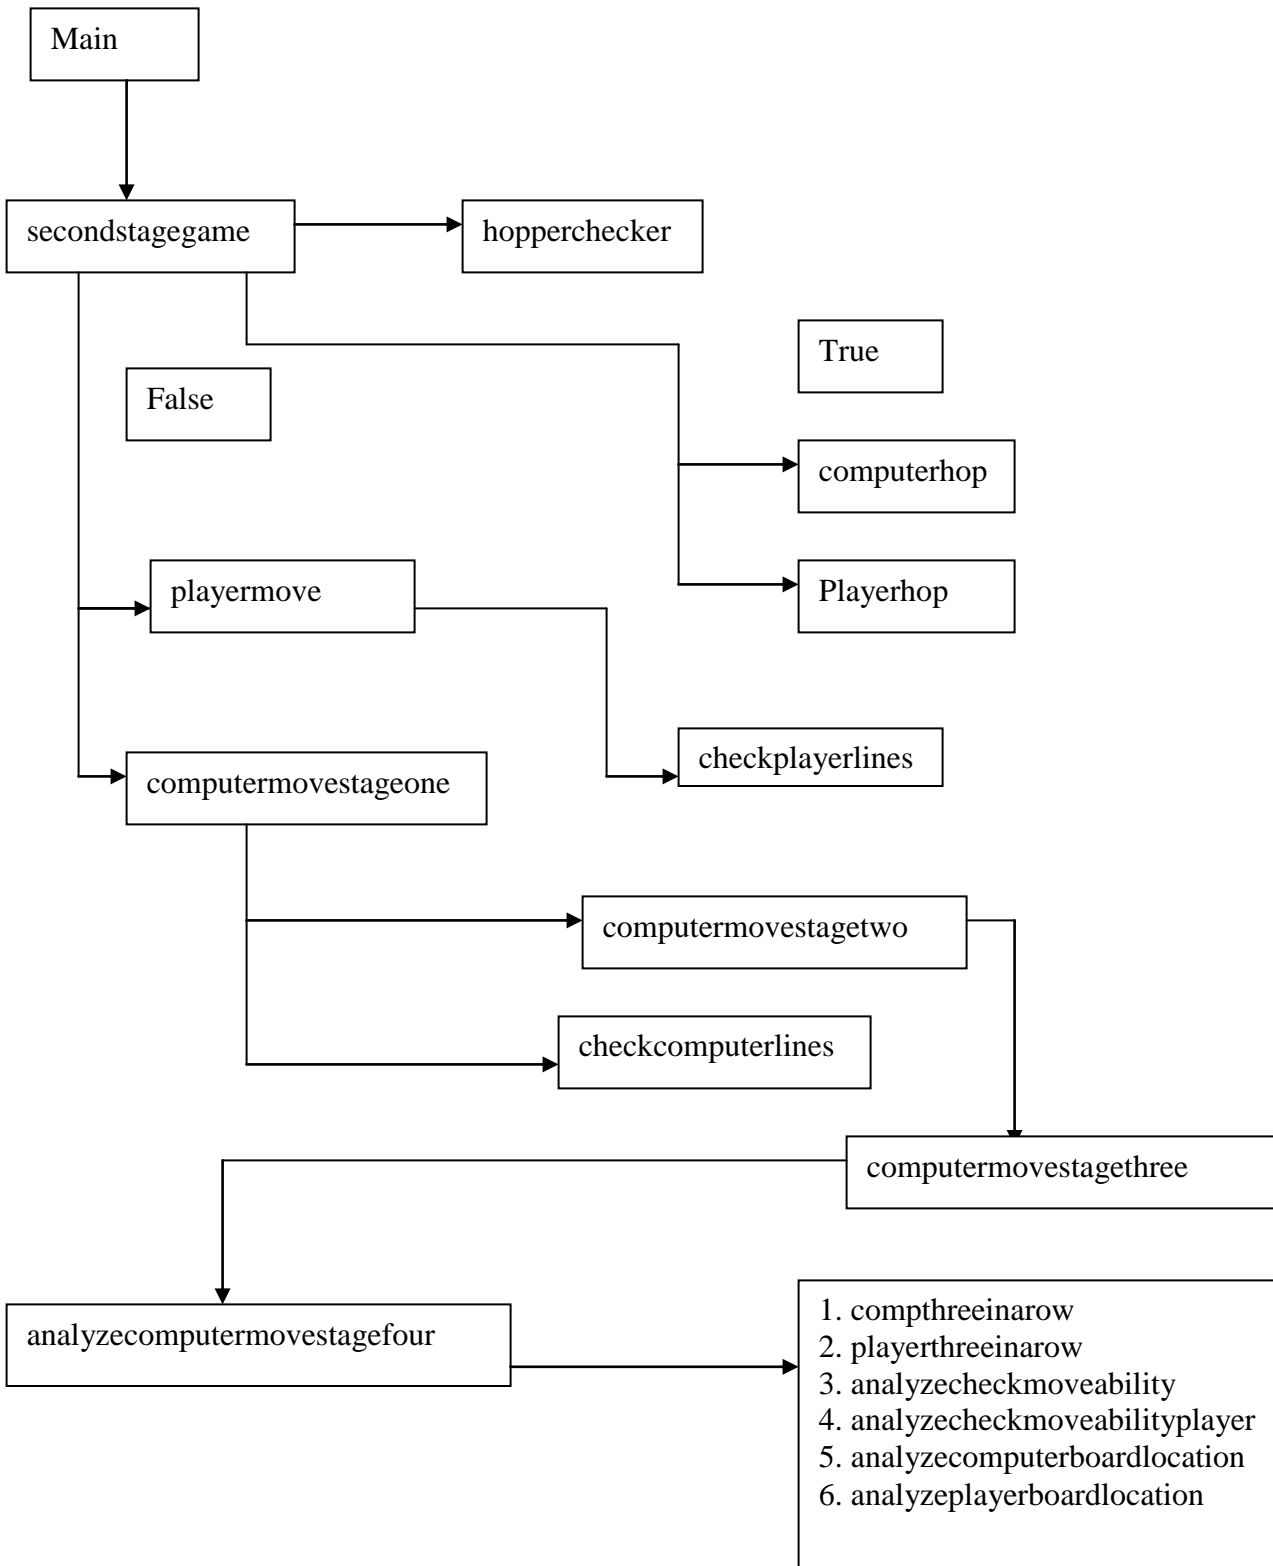 Main
secondstagegame
hopperchecker
True
False
computerhop
playermove
Playerhop
checkplayerlines
computermovestageone
computermovestagetwo
checkcomputerlines
computermovestagethree
analyzecomputermovestagefour
1. compthreeinarow
2. playerthreeinarow
3. analyzecheckmoveability
4. analyzecheckmoveabilityplayer
5. analyzecomputerboardlocation
6. analyzeplayerboardlocation